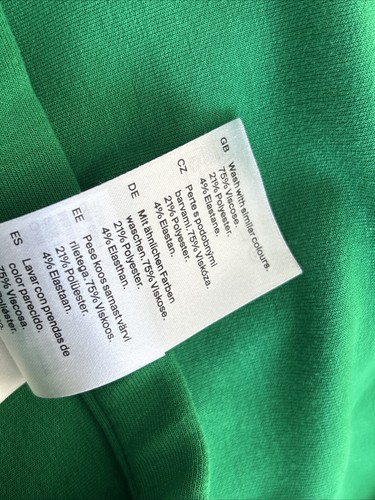 GB
Wash with similar colours.
75% Viscose.
21% Polyester.
4% Elastane.
CZ
Perte s podobnými
barvami. 75% Viskóza.
21% Polyester.
4% Elastan.
DE
Mit ähnlichen Farben
waschen. 75% Viskose.
21% Polyester.
4% Elasthan.
EE
Pese koos samast värvi
riietega. 75% Viskoos.
21% Polüester.
4% Elastaan.
ES
Lavar con prendas de
color parecido.
75% Viscosa.